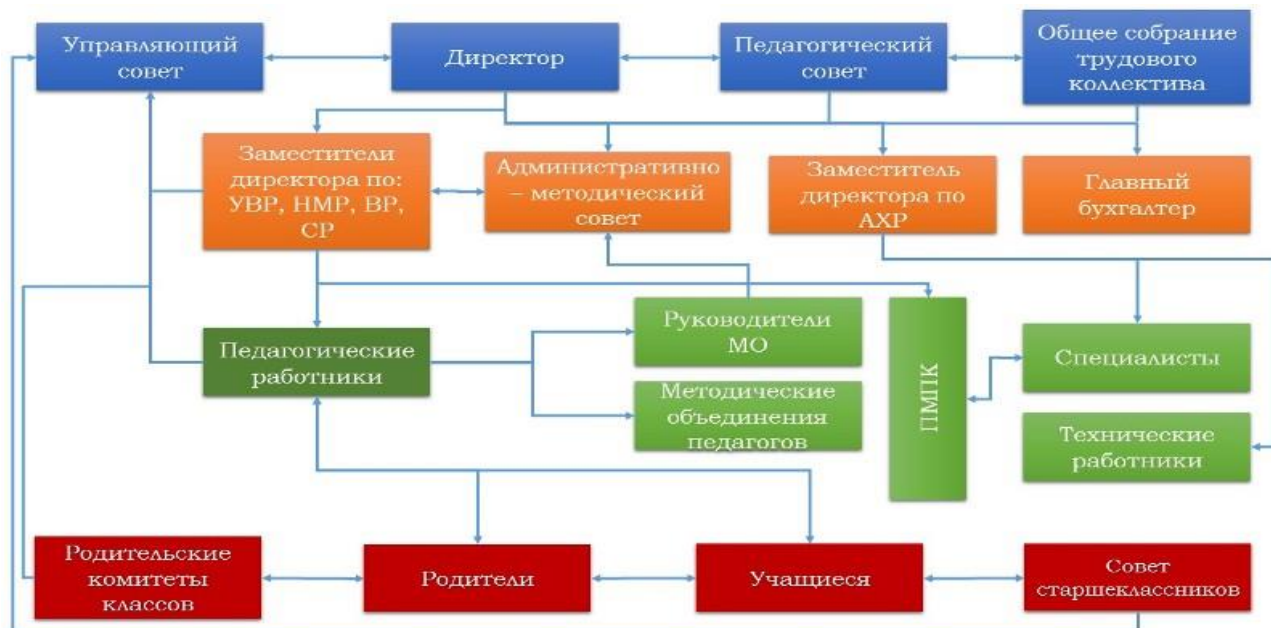 Управляющий
совет
Директор
Педагогический
совет
Общее собрание
трудового
коллектива
Заместители
директора по:
УВР, НМР, ВР,
СР
Административно
– методический
совет
Заместитель
директора по
АХР
Главный
бухгалтер
Педагогические
работники
Руководители
МО
Методические
объединения
педагогов
ПМПК
Специалисты
Технические
работники
Родительские
комитеты
классов
Родители
Учащиеся
Совет
старшеклассников